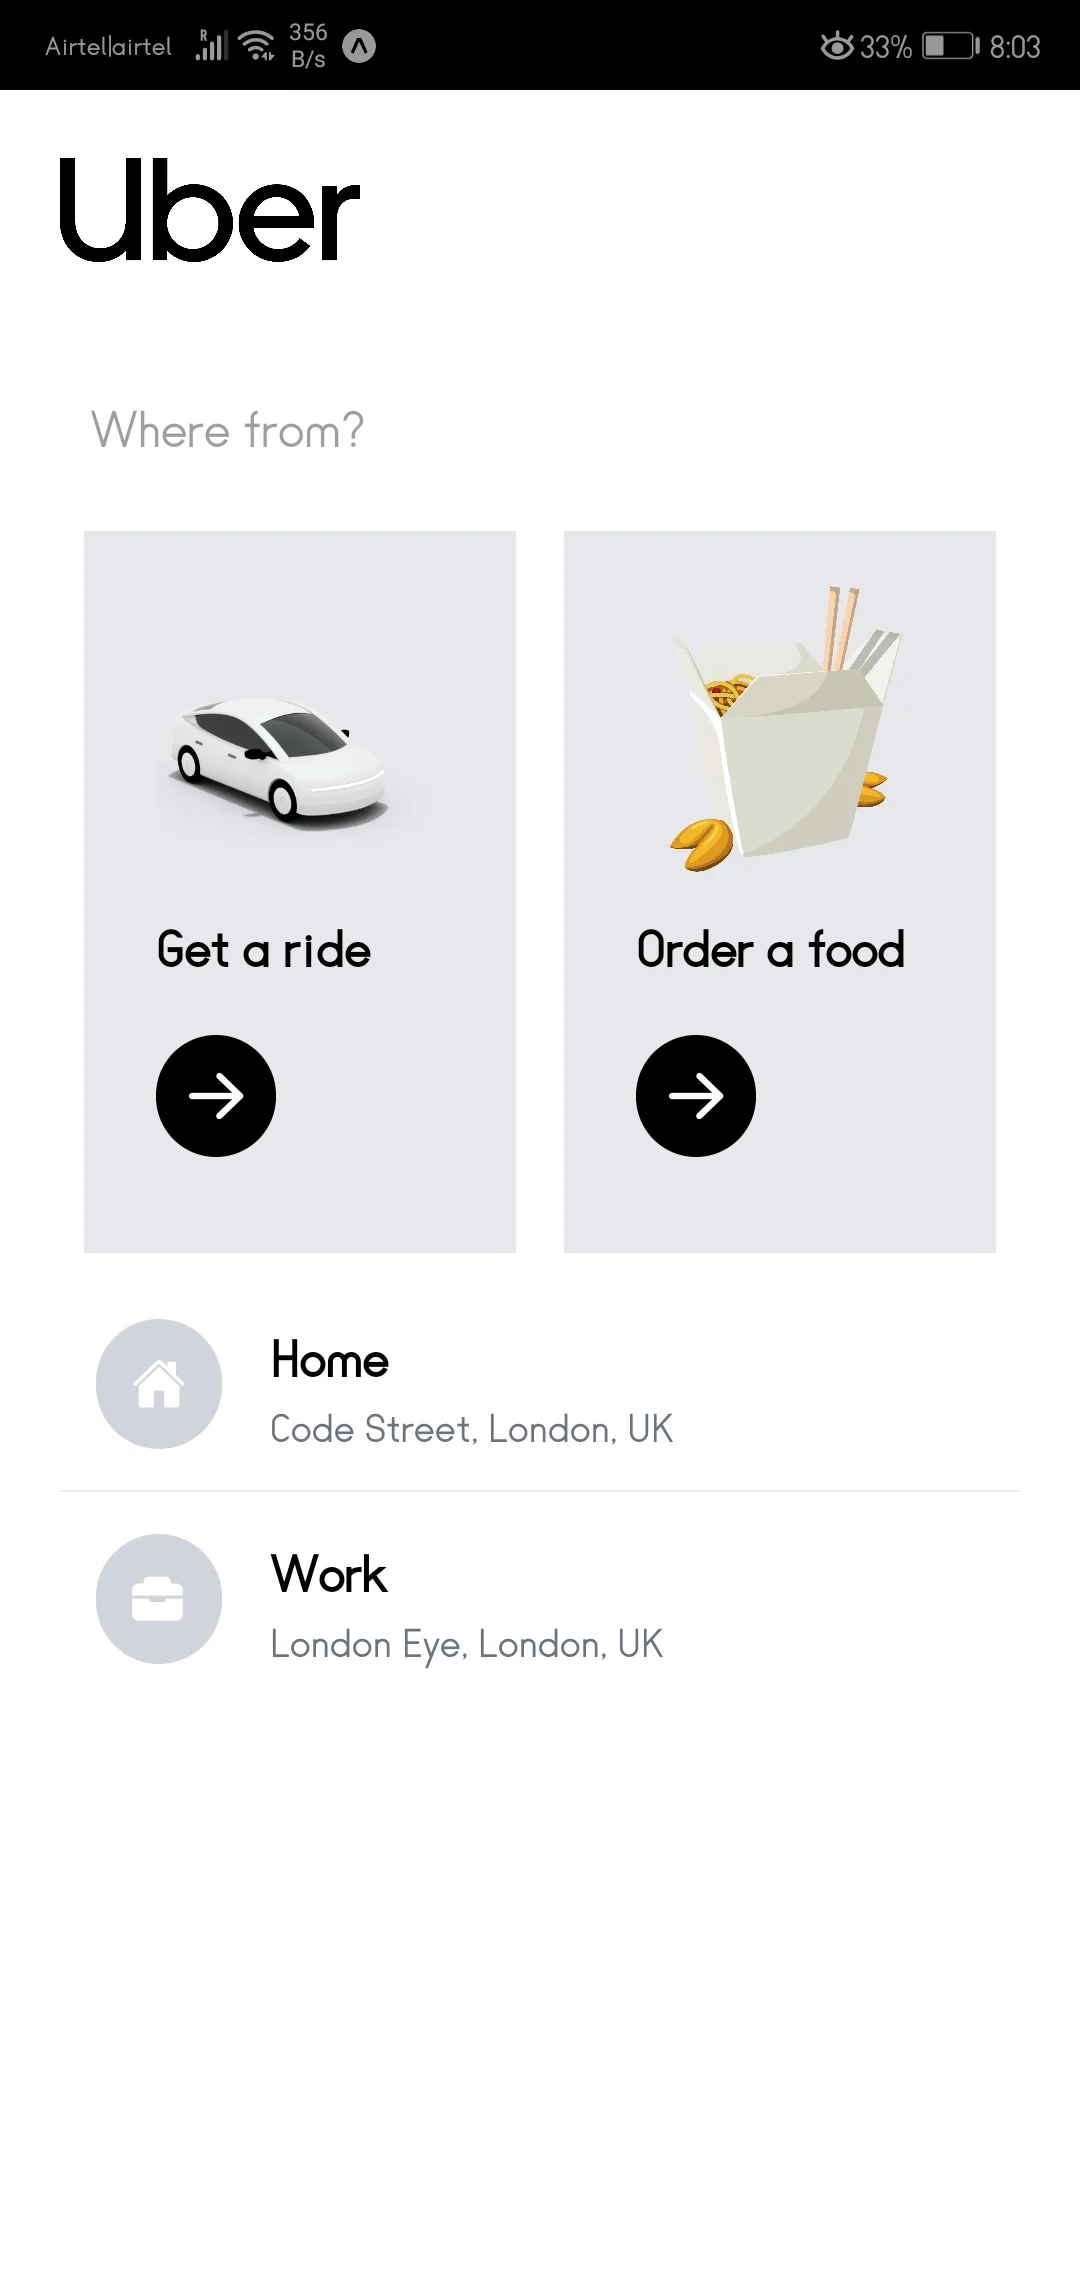 Airtel|airtel R 356 B/s 33% 8:03
Uber
Where from?
Get a ride
Order a food
Home
Code Street, London, UK
Work
London Eye, London, UK